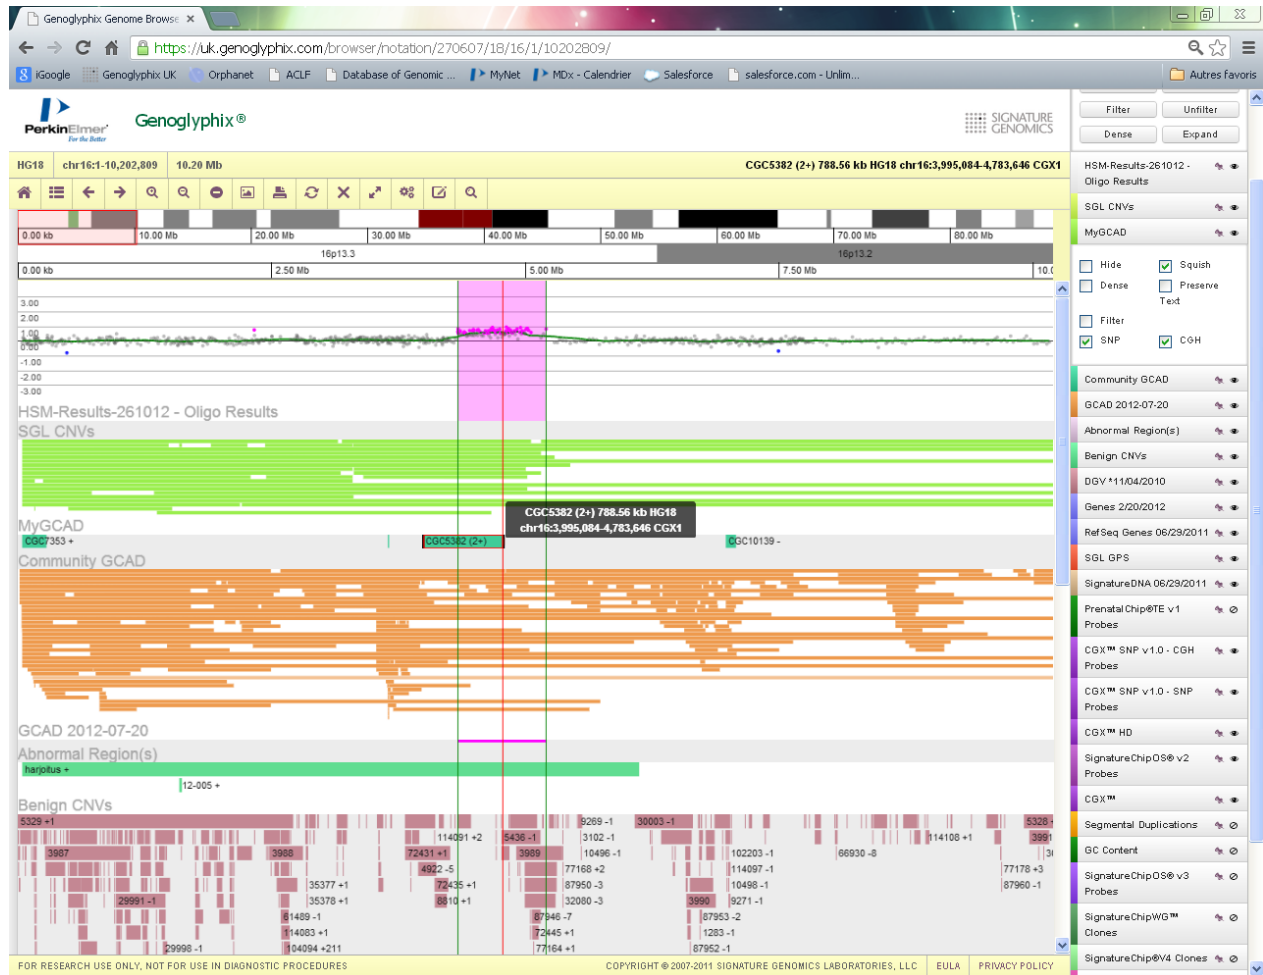 Genoglyphix Genome Browse
https://uk.genoglyphix.com/browser/notation/270607/18/16/1/10202809/
iGoogle Genoglyphix UK Orphanet ACLF Database of Genomic ... MyNet MDx - Calendrier Salesforce salesforce.com - Unlim... Autres favoris
PerkinElmer
For the Better
Genoglyphix®
SIGNATURE
GENOMICS
HG18 chr16:1-10,202,809 10.20 Mb
CGC5382 (2+) 788.56 kb HG18 chr16:3,995,084-4,783,646 CGX1
0.00 kb 10.00 Mb 20.00 Mb 30.00 Mb 40.00 Mb 50.00 Mb 60.00 Mb 70.00 Mb 80.00 Mb
16p13.3 16p13.2
0.00 kb 2.50 Mb 5.00 Mb 7.50 Mb 10.0
3.00
2.00
1.00
0.00
-1.00
-2.00
-3.00
HSM-Results-261012 - Oligo Results
SGL CNVs
CGC5382 (2+) 788.56 kb HG18
chr16:3,995,084-4,783,646 CGX1
MyGCAD
CGC7353 + CGC5382 (2+) CGC10139 -
Community GCAD
GCAD 2012-07-20
Abnormal Region(s)
harjoitus +
12-005 +
Benign CNVs
5329 +1 9269 -1 30003 -1 5328
114091 +2 5436 -1 3102 -1 114108 +1 3991
3987 3988 72431 +1 3989 10496 -1 102203 -1 66930 -8
4922 -5 77168 +2 114097 -1 77178 +3
35377 +1 72435 +1 87950 -3 10498 -1 87960 -1
29991 -1 35378 +1 8810 +1 32080 -3 3990 9271 -1
61489 -1 87946 -7 87953 -2
114083 +1 72445 +1 1283 -1
29998 -1 104094 +211 77164 +1 87952 -1
FOR RESEARCH USE ONLY, NOT FOR USE IN DIAGNOSTIC PROCEDURES COPYRIGHT © 2007-2011 SIGNATURE GENOMICS LABORATORIES, LLC EULA PRIVACY POLICY
Filter Unfilter
Dense Expand
HSM-Results-261012 -
Oligo Results
SGL CNVs
MyGCAD
Hide Squish
Dense Preserve
Text
Filter
SNP CGH
Community GCAD
GCAD 2012-07-20
Abnormal Region(s)
Benign CNVs
DGV *11/04/2010
Genes 2/20/2012
RefSeq Genes 06/29/2011
SGL GPS
SignatureDNA 06/29/2011
PrenatalChip®TE v1
Probes
CGX™ SNP v1.0 - CGH
Probes
CGX™ SNP v1.0 - SNP
Probes
CGX™ HD
SignatureChipOS® v2
Probes
CGX™
Segmental Duplications
GC Content
SignatureChipOS® v3
Probes
SignatureChipWG™
Clones
SignatureChip®V4 Clones